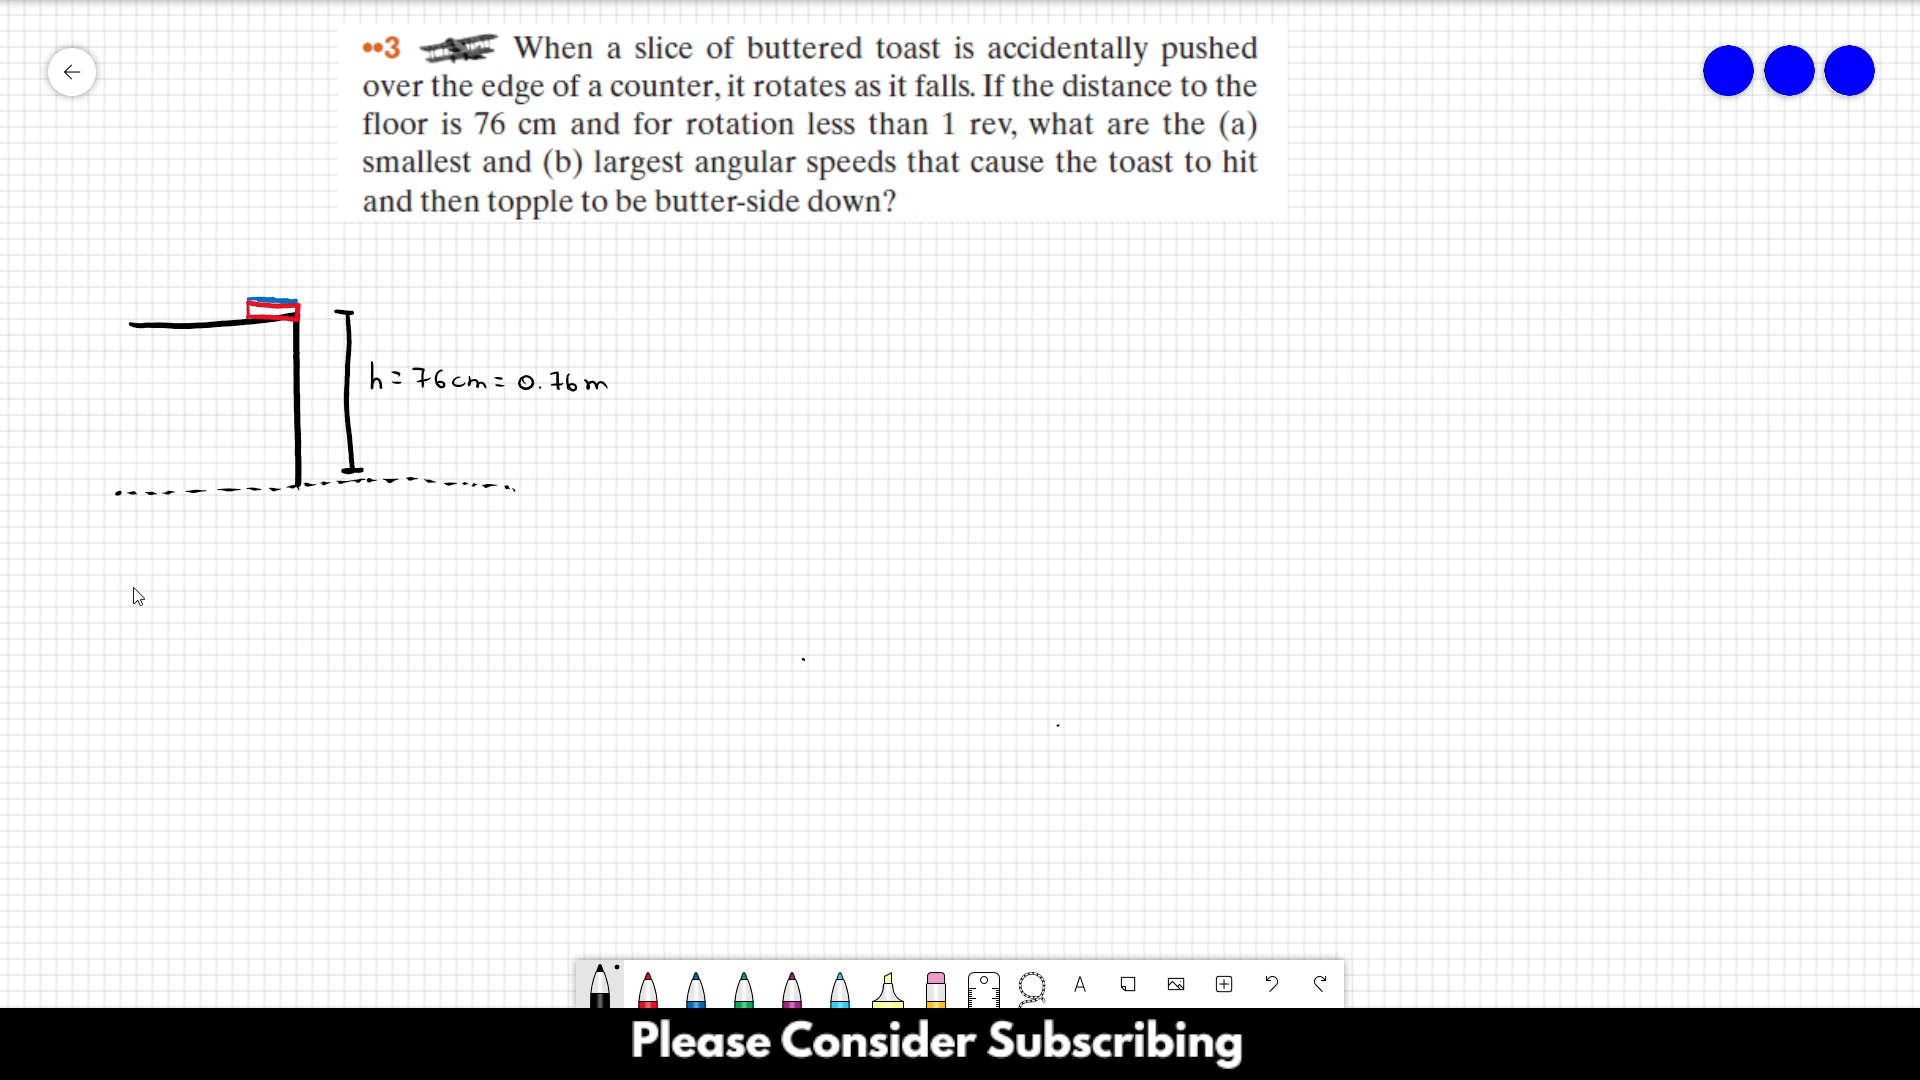 ••3 When a slice of buttered toast is accidentally pushed
over the edge of a counter, it rotates as it falls. If the distance to the
floor is 76 cm and for rotation less than 1 rev, what are the (a)
smallest and (b) largest angular speeds that cause the toast to hit
and then topple to be butter-side down?
h = 76cm = 0.76m
A
Please Consider Subscribing